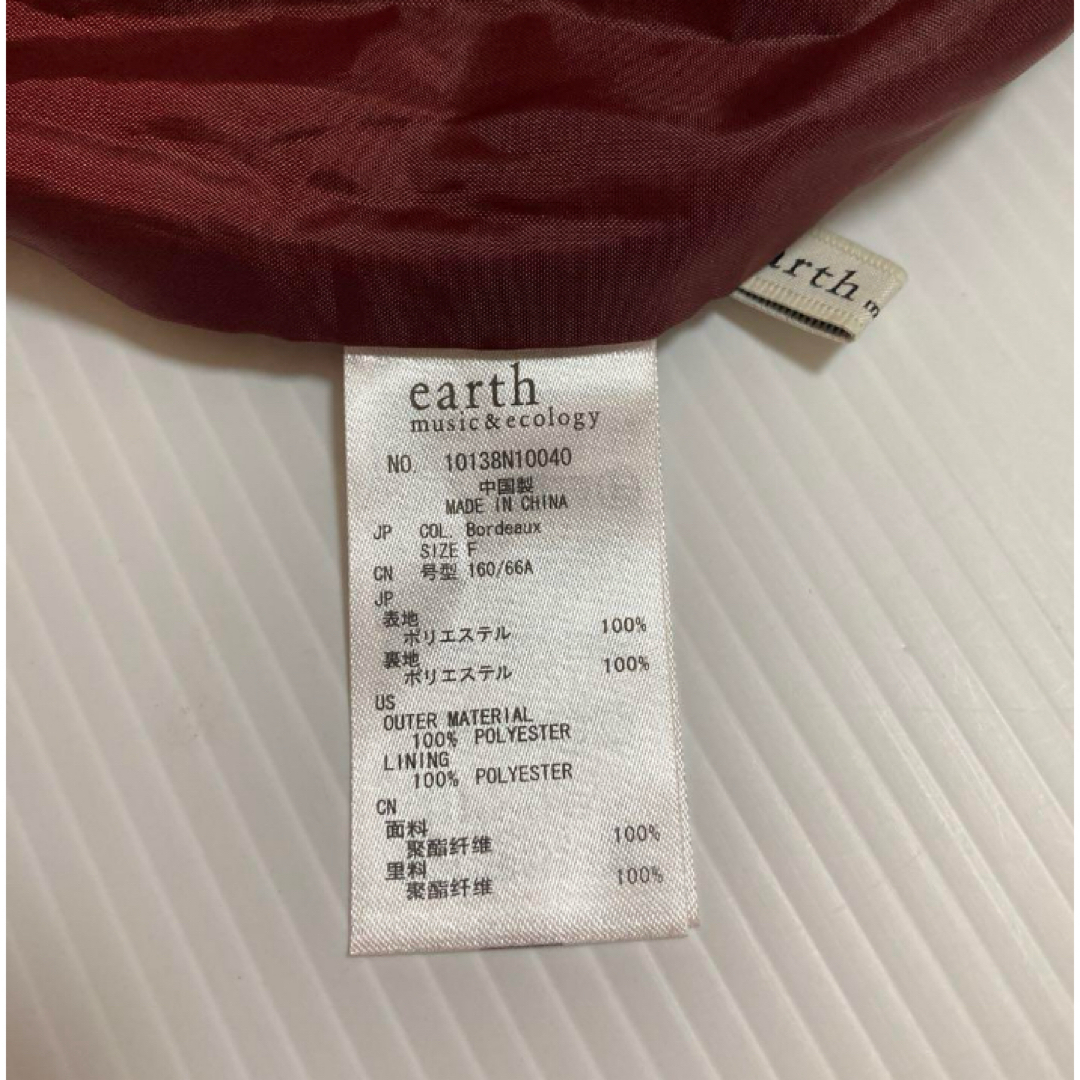 earth
earth
music&ecology
NO. 10138N10040
中国製
MADE IN CHINA
JP COL. Bordeaux
SIZE F
CN 号型 160/66A
JP
表地
ポリエステル 100%
裏地
ポリエステル 100%
US
OUTER MATERIAL
100% POLYESTER
LINING
100% POLYESTER
CN
面料
聚酯纤维 100%
里料
聚酯纤维 100%